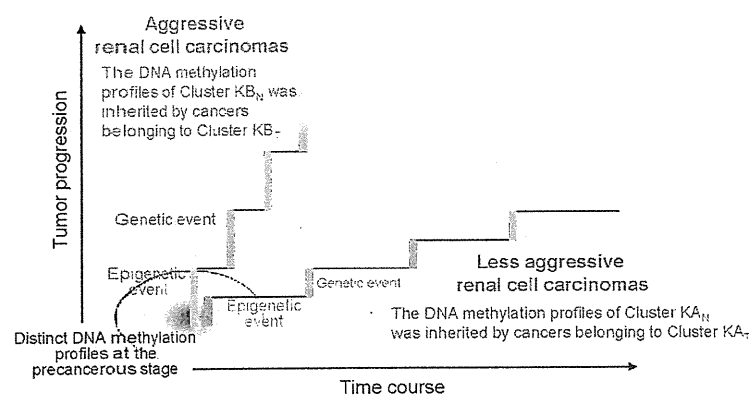 Aggressive
renal cell carcinomas
The DNA methylation
profiles of Cluster KB_N was
inherited by cancers
belonging to Cluster KB_T
Tumor progression
Genetic event
Epigenetic
event
Epigenetic
event
Genetic event
Less aggressive
renal cell carcinomas
The DNA methylation profiles of Cluster KA_N
was inherited by cancers belonging to Cluster KA_T
Distinct DNA methylation
profiles at the
precancerous stage
Time course